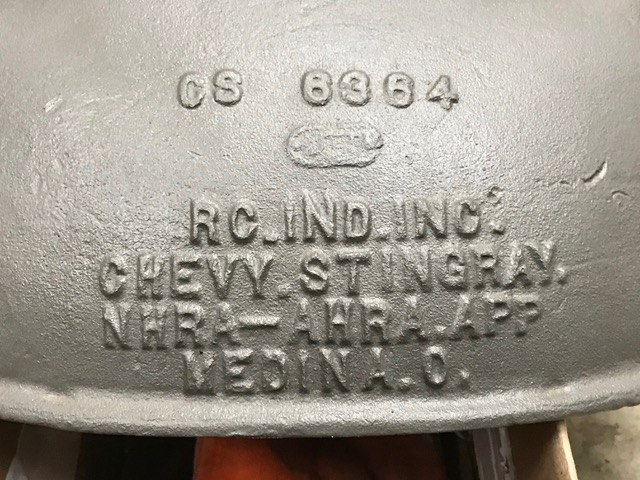 CS 6364
RC.IND.INC.
CHEVY.STINGRAY.
NHRA-AHRA.APP
MEDINA.O.